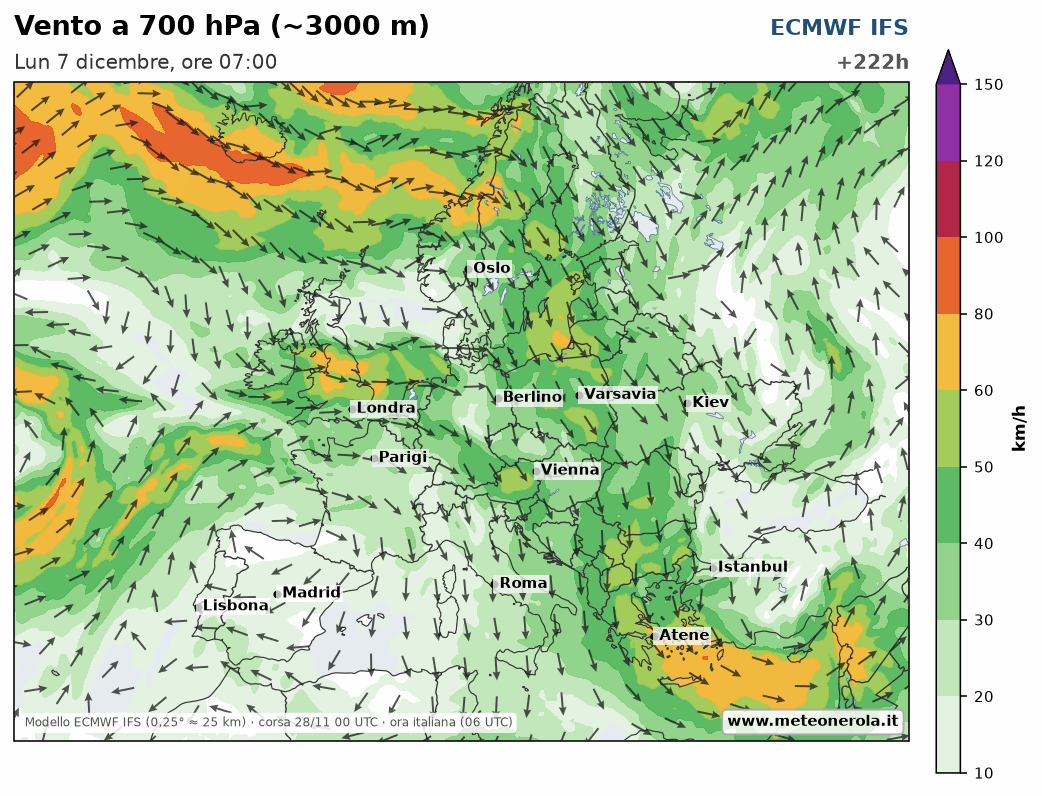 Vento a 700 hPa (~3000 m)
ECMWF IFS
Lun 7 dicembre, ore 07:00
+222h
150
120
100
80
60
50
40
30
20
10
km/h
Oslo
Berlino
Varsavia
Kiev
Londra
Parigi
Vienna
Istanbul
Roma
Madrid
Lisbona
Atene
Modello ECMWF IFS (0,25° ≈ 25 km) · corsa 28/11 00 UTC · ora italiana (06 UTC)
www.meteonerola.it